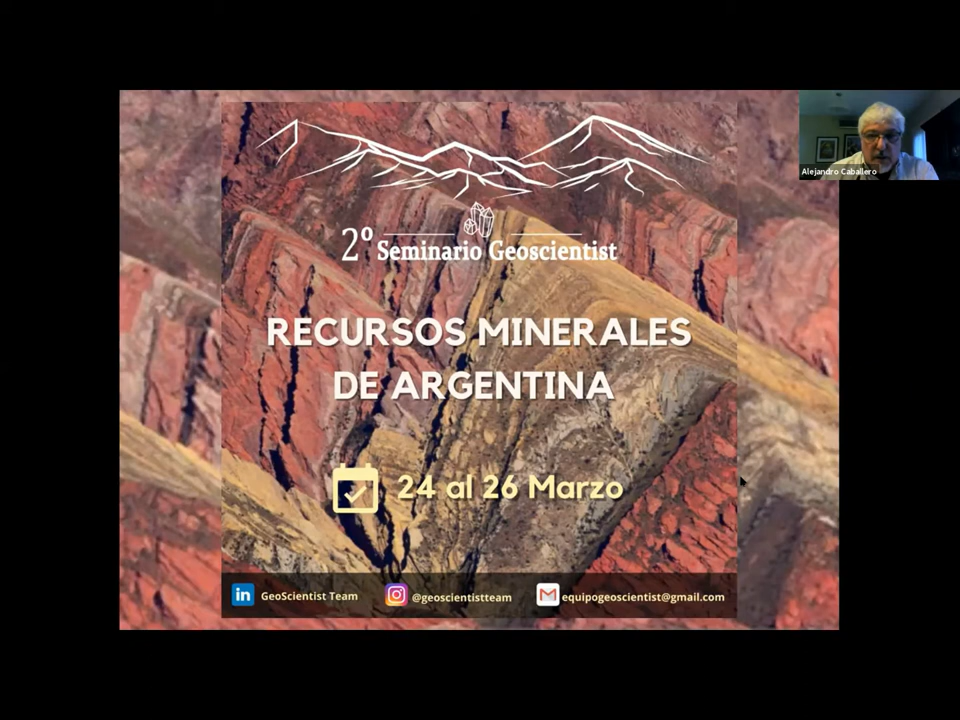 Alejandro Caballero
2º Seminario Geoscientist
RECURSOS MINERALES
DE ARGENTINA
24 al 26 Marzo
in GeoScientist Team
@geoscientistteam
equipogeoscientist@gmail.com